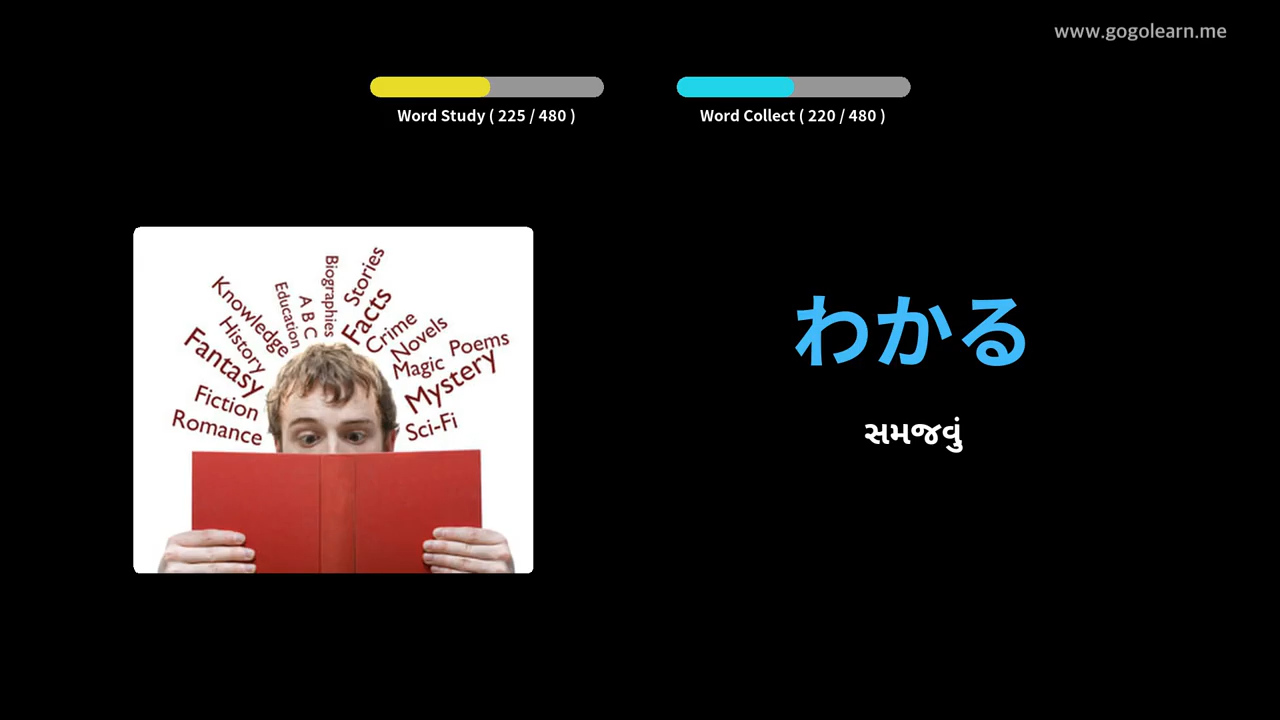 www.gogolearn.me
Word Study ( 225 / 480 )
Word Collect ( 220 / 480 )
Biographies
Stories
Education
A B C
Facts
Knowledge
Crime
History
Novels
Fantasy
Magic
Poems
Mystery
Fiction
Romance
Sci-Fi
わかる
સમજવું